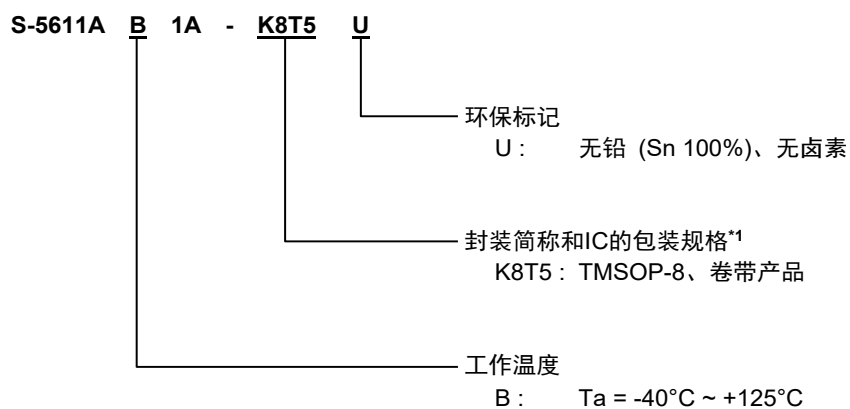 S-5611A B 1A - K8T5 U
环保标记
U : 无铅 (Sn 100%)、无卤素
封装简称和IC的包装规格*1
K8T5 : TMSOP-8、卷带产品
工作温度
B : Ta = -40°C ~ +125°C